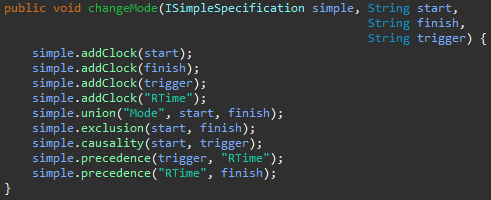 public void changeMode(ISimpleSpecification simple, String start,
String finish,
String trigger) {
simple.addClock(start);
simple.addClock(finish);
simple.addClock(trigger);
simple.addClock("RTime");
simple.union("Mode", start, finish);
simple.exclusion(start, finish);
simple.causality(start, trigger);
simple.precedence(trigger, "RTime");
simple.precedence("RTime", finish);
}